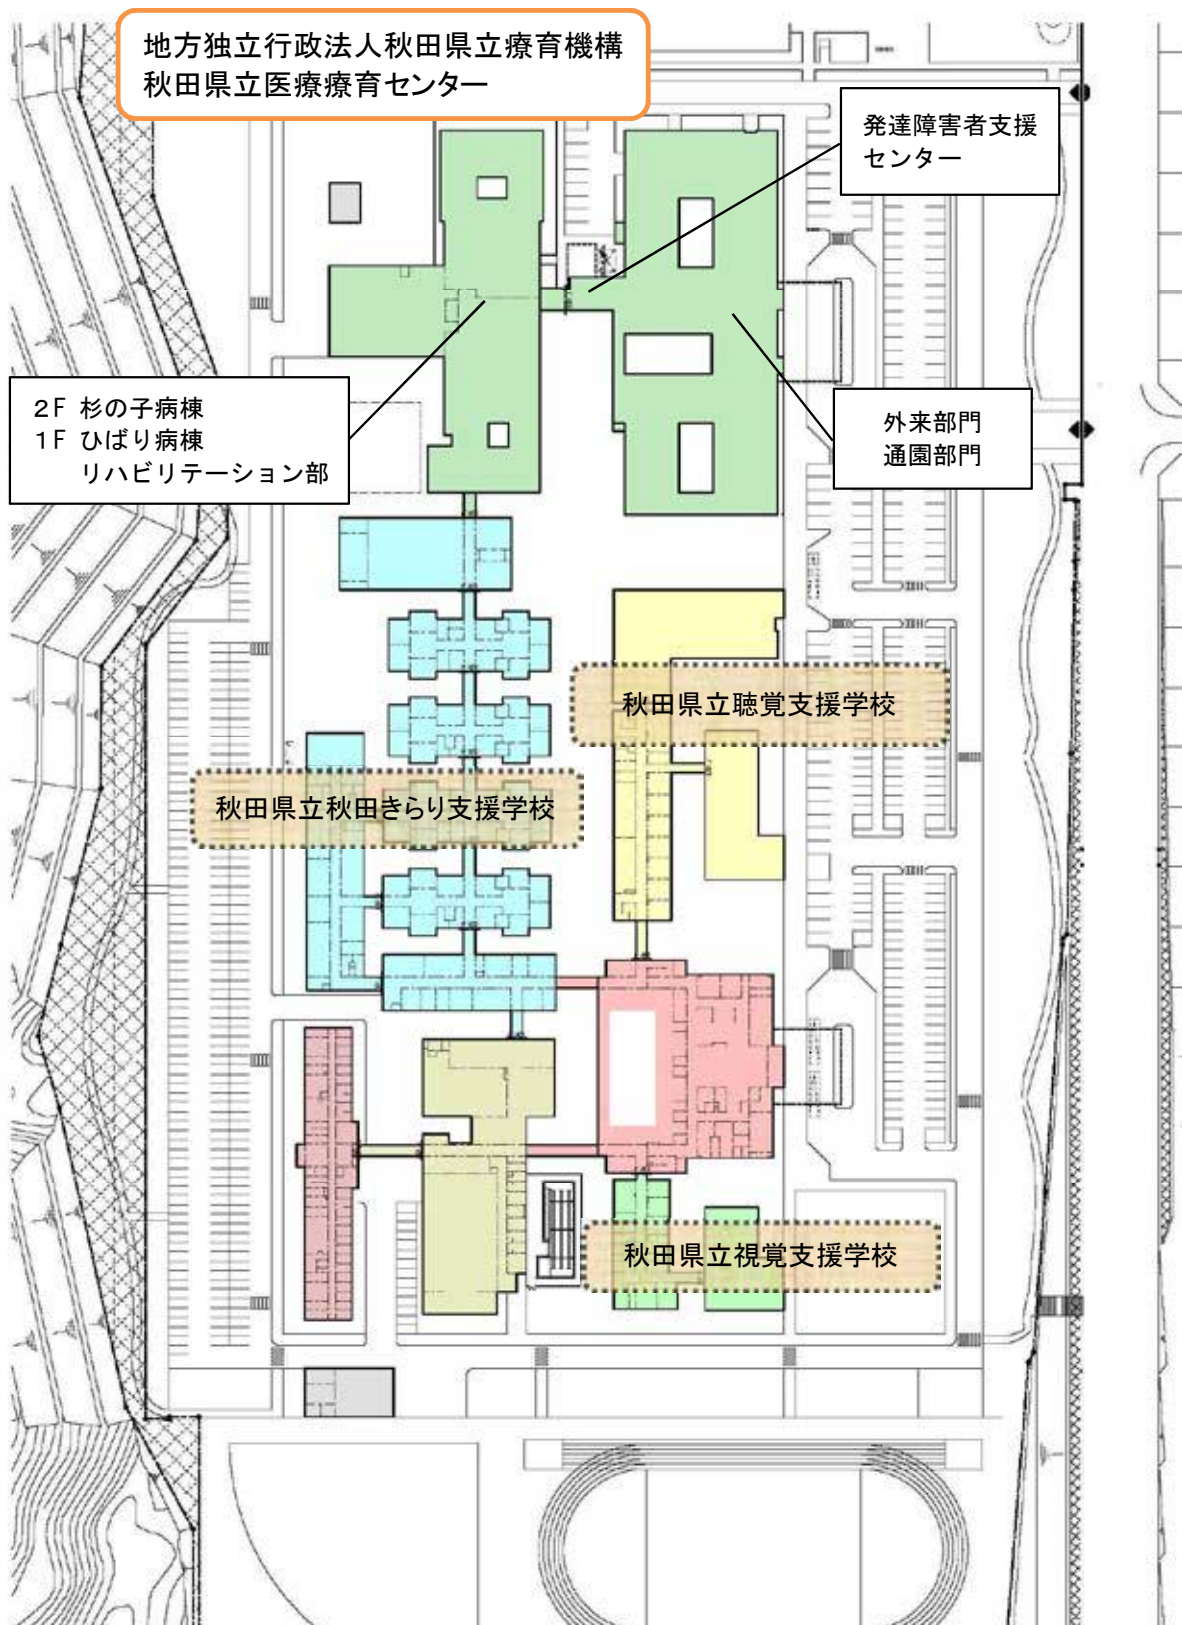 地方独立行政法人秋田県立療育機構
秋田県立医療療育センター
発達障害者支援
センター
2F 杉の子病棟
1F ひばり病棟
リハビリテーション部
外来部門
通園部門
秋田県立聴覚支援学校
秋田県立秋田きらり支援学校
秋田県立視覚支援学校